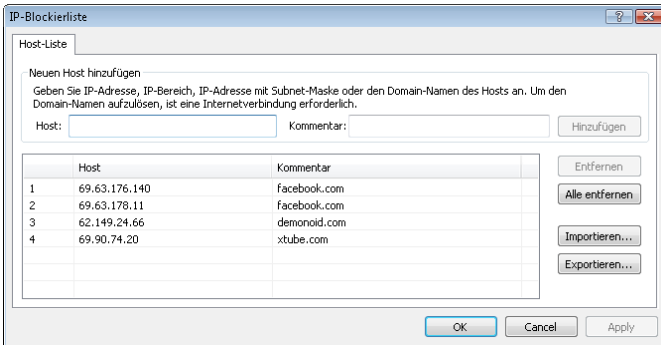 IP-Blockierliste
Host-Liste
Neuen Host hinzufügen
Geben Sie IP-Adresse, IP-Bereich, IP-Adresse mit Subnet-Maske oder den Domain-Namen des Hosts an. Um den
Domain-Namen aufzulösen, ist eine Internetverbindung erforderlich.
Host: Kommentar: Hinzufügen
Host Kommentar Entfernen
1 69.63.176.140 facebook.com Alle entfernen
2 69.63.178.11 facebook.com
3 62.149.24.66 demonoid.com
4 69.90.74.20 xtube.com Importieren...
Exportieren...
OK Cancel Apply